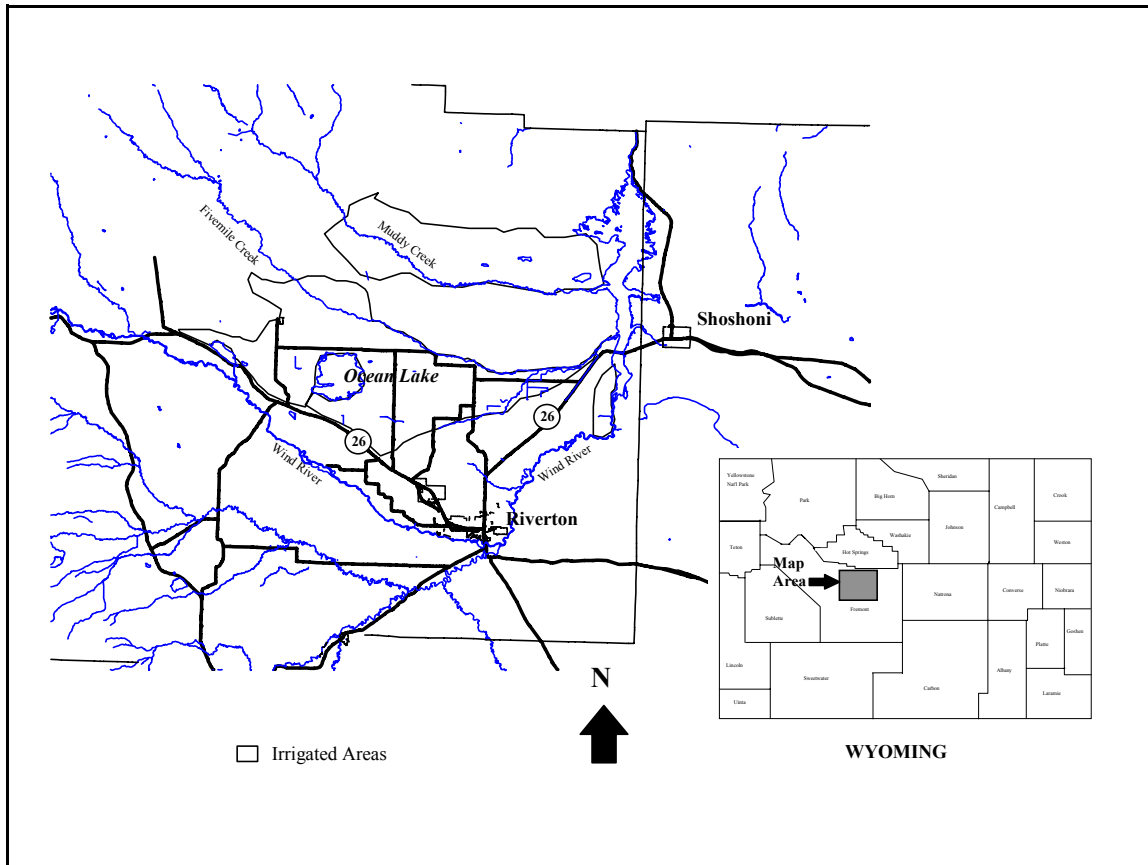 Fivemile Creek
Muddy Creek
Shoshoni
Ocean Lake
26
26
Wind River
Wind River
Riverton
N
Irrigated Areas
Yellowstone
Nat'l Park
Park
Big Horn
Sheridan
Campbell
Crook
Johnson
Weston
Teton
Washakie
Hot Springs
Map
Area
Fremont
Natrona
Converse
Niobrara
Sublette
Platte
Goshen
Lincoln
Sweetwater
Carbon
Albany
Laramie
Uinta
WYOMING